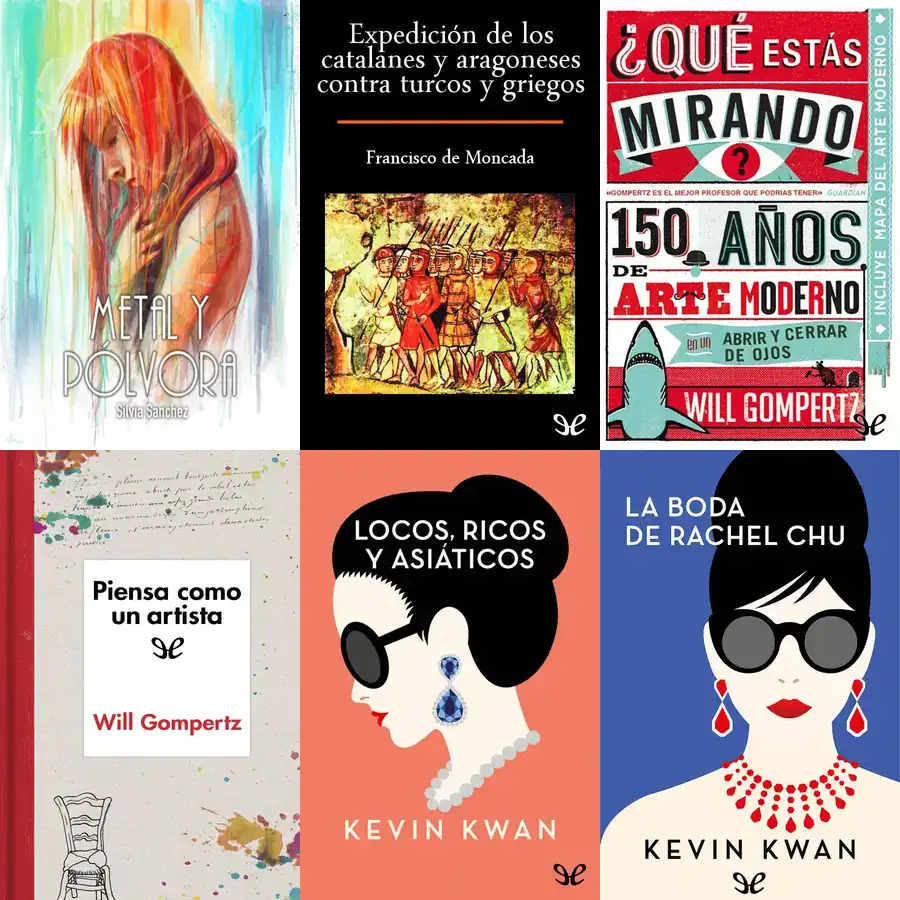 METAL Y
PÓLVORA
Silvia Sanchez
Expedición de los
catalanes y aragoneses
contra turcos y griegos
Francisco de Moncada
¿QUÉ ESTÁS
MIRANDO
?
«GOMPERTZ ES EL MEJOR PROFESOR QUE PODRÍAS TENER» GUARDIAN
150 AÑOS
DE
ARTE MODERNO
en un ABRIR Y CERRAR
DE OJOS
WILL GOMPERTZ
INCLUYE MAPA DEL ARTE MODERNO
Piensa como
un artista
Will Gompertz
LOCOS, RICOS
Y ASIÁTICOS
KEVIN KWAN
LA BODA
DE RACHEL CHU
KEVIN KWAN